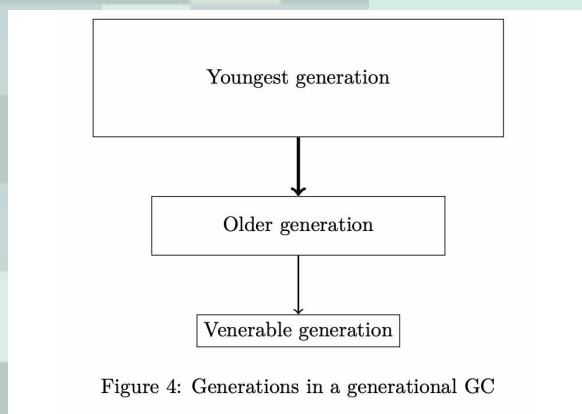 Youngest generation
Older generation
Venerable generation
Figure 4: Generations in a generational GC